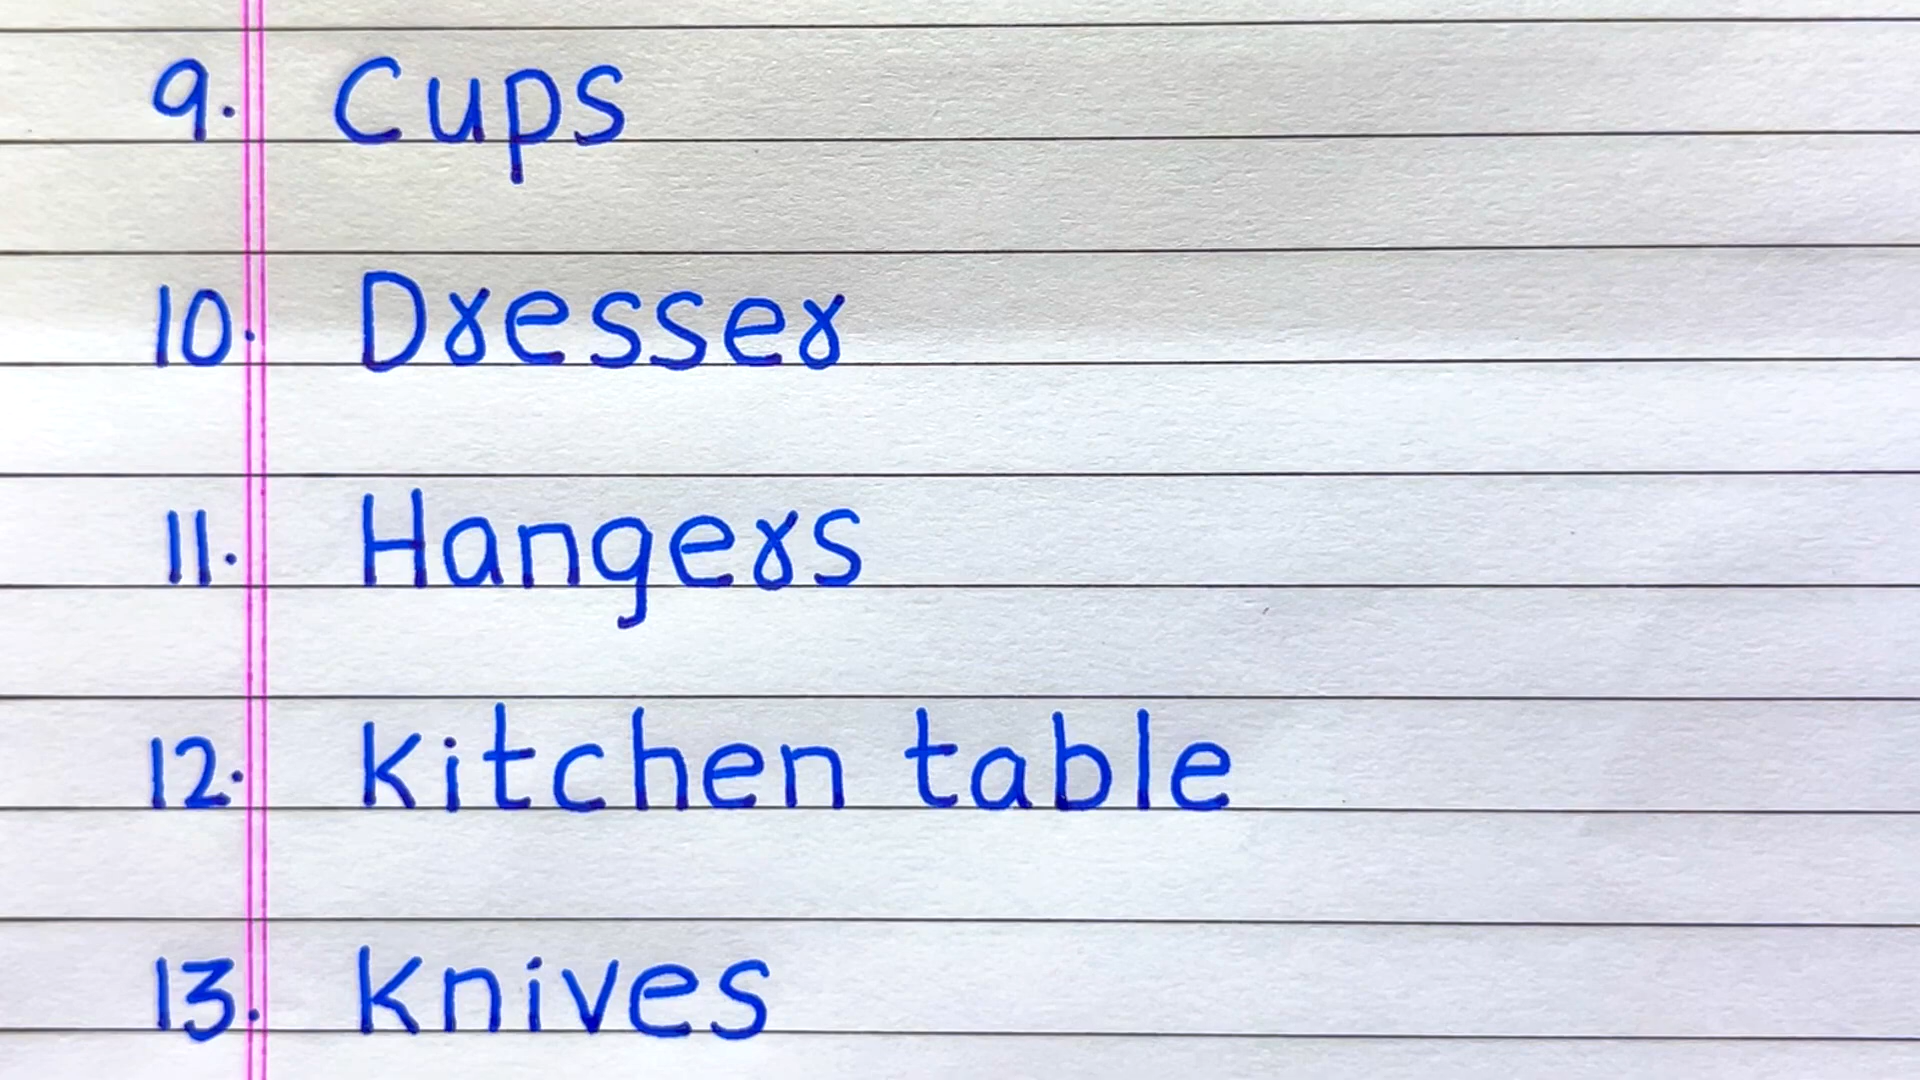 9. Cups
10. Dresser
11. Hangers
12. Kitchen table
13. Knives